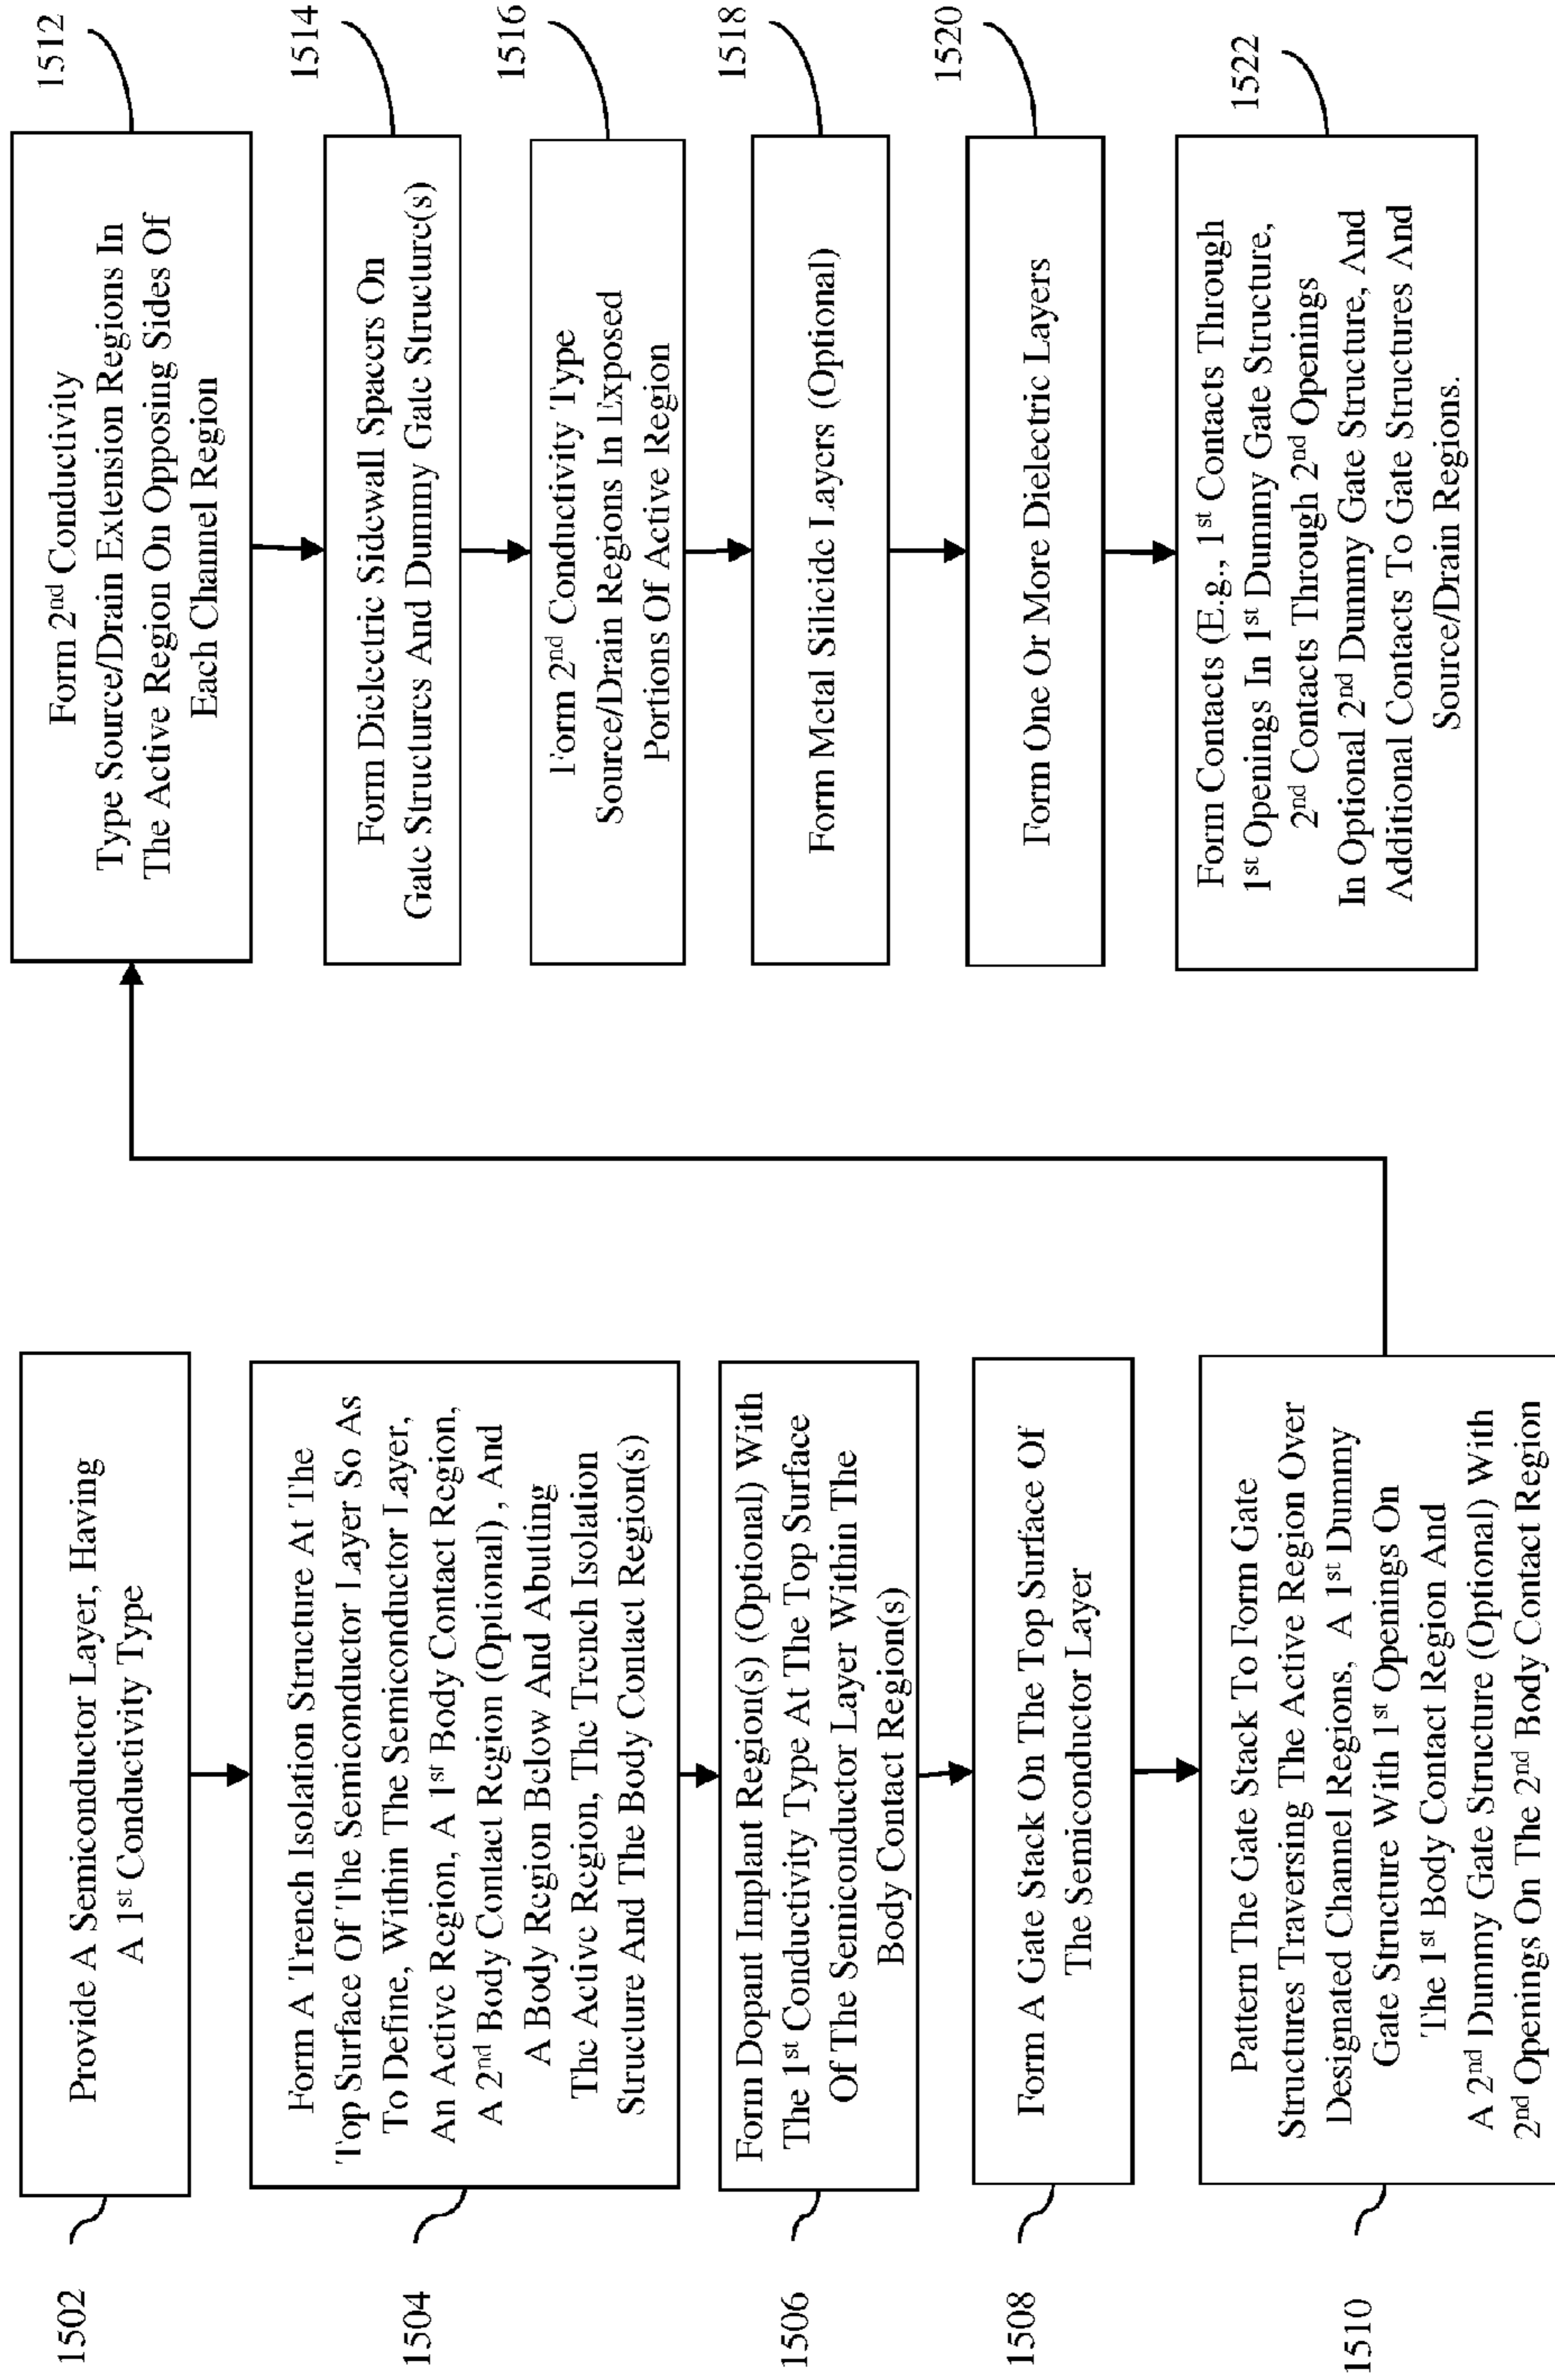 1502
Provide A Semiconductor Layer, Having
A 1st Conductivity Type
1504
Form A Trench Isolation Structure At The
Top Surface Of The Semiconductor Layer So As
To Define, Within The Semiconductor Layer,
An Active Region, A 1st Body Contact Region,
A 2nd Body Contact Region (Optional) , And
A Body Region Below And Abuting
The Active Region, The Trench Isolation
Structure And The Body Contact Region(s)
1506
Form Dopant Implant Region(s) (Optional) With
The 1st Conductivity Type At The Top Surface
Of The Semiconductor Layer Within The
Body Contact Region(s)
1508
Form A Gate Stack On The Top Surface Of
The Semiconductor Layer
1510
Pattern The Gate Stack To Form Gate
Structures Traversing The Active Region Over
Designated Channel Regions, A 1st Dummy
Gate Structure With 1st Openings On
The 1st Body Contact Region And
A 2nd Dummy Gate Structure (Optional) With
2nd Openings On The 2nd Body Contact Region
1512
Form 2nd Conductivity
Type Source/Drain Extension Regions In
The Active Region On Opposing Sides Of
Each Channel Region
1514
Form Dielectric Sidewall Spacers On
Gate Structures And Dummy Gate Structure(s)
1516
Form 2nd Conductivity Type
Source/Drain Regions In Exposed
Portions Of Active Region
1518
Form Metal Silicide Layers (Optional)
1520
Form One Or More Dielectric Layers
1522
Form Contacts (E.g., 1st Contacts Through
1st Openings In 1st Dummy Gate Structure,
2nd Contacts Through 2nd Openings
In Optional 2nd Dummy Gate Structure, And
Additional Contacts To Gate Structures And
Source/Drain Regions.